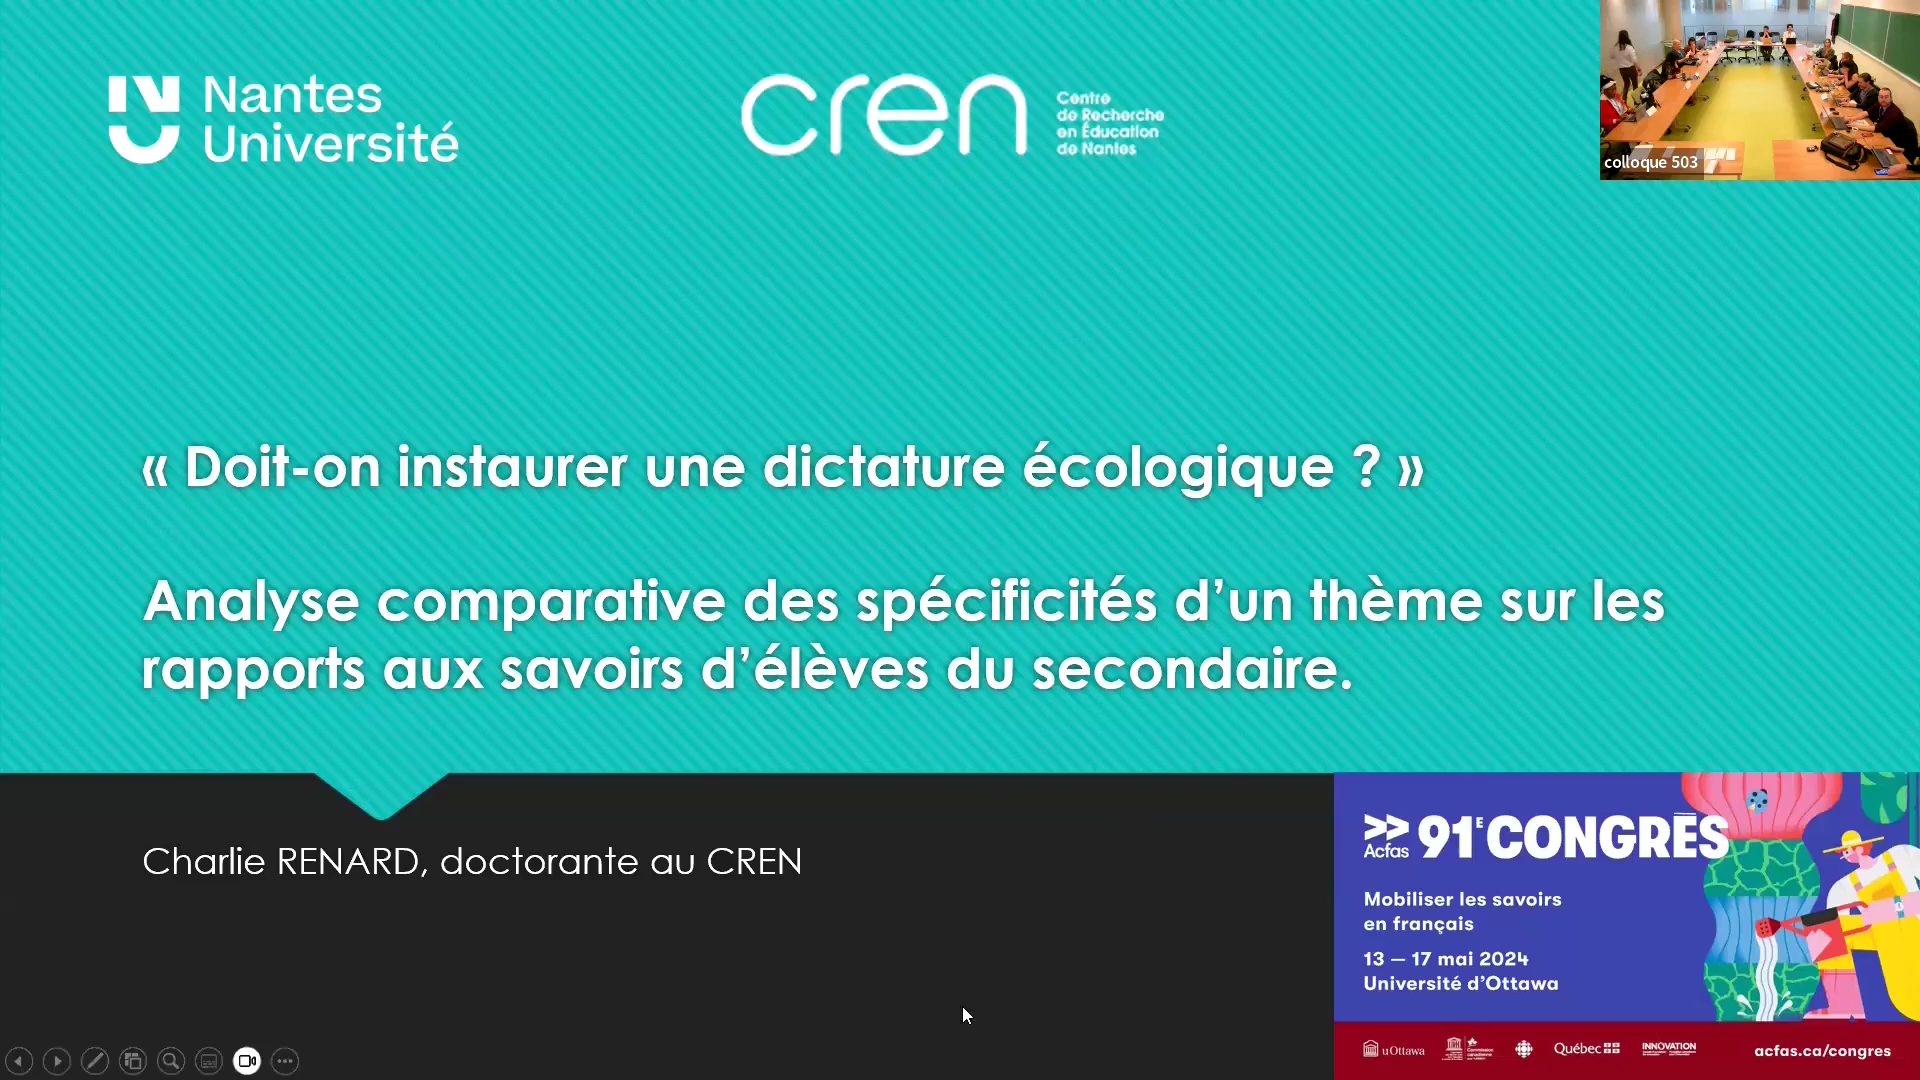 Nantes
Université
cren
Centre
de Recherche
en Éducation
de Nantes
colloque 503
« Doit-on instaurer une dictature écologique ? »
Analyse comparative des spécificités d’un thème sur les
rapports aux savoirs d’élèves du secondaire.
Charlie RENARD, doctorante au CREN
Acfas
91E CONGRÈS
Mobiliser les savoirs
en français
13 — 17 mai 2024
Université d’Ottawa
uOttawa
Québec
INNOVATION
acfas.ca/congres